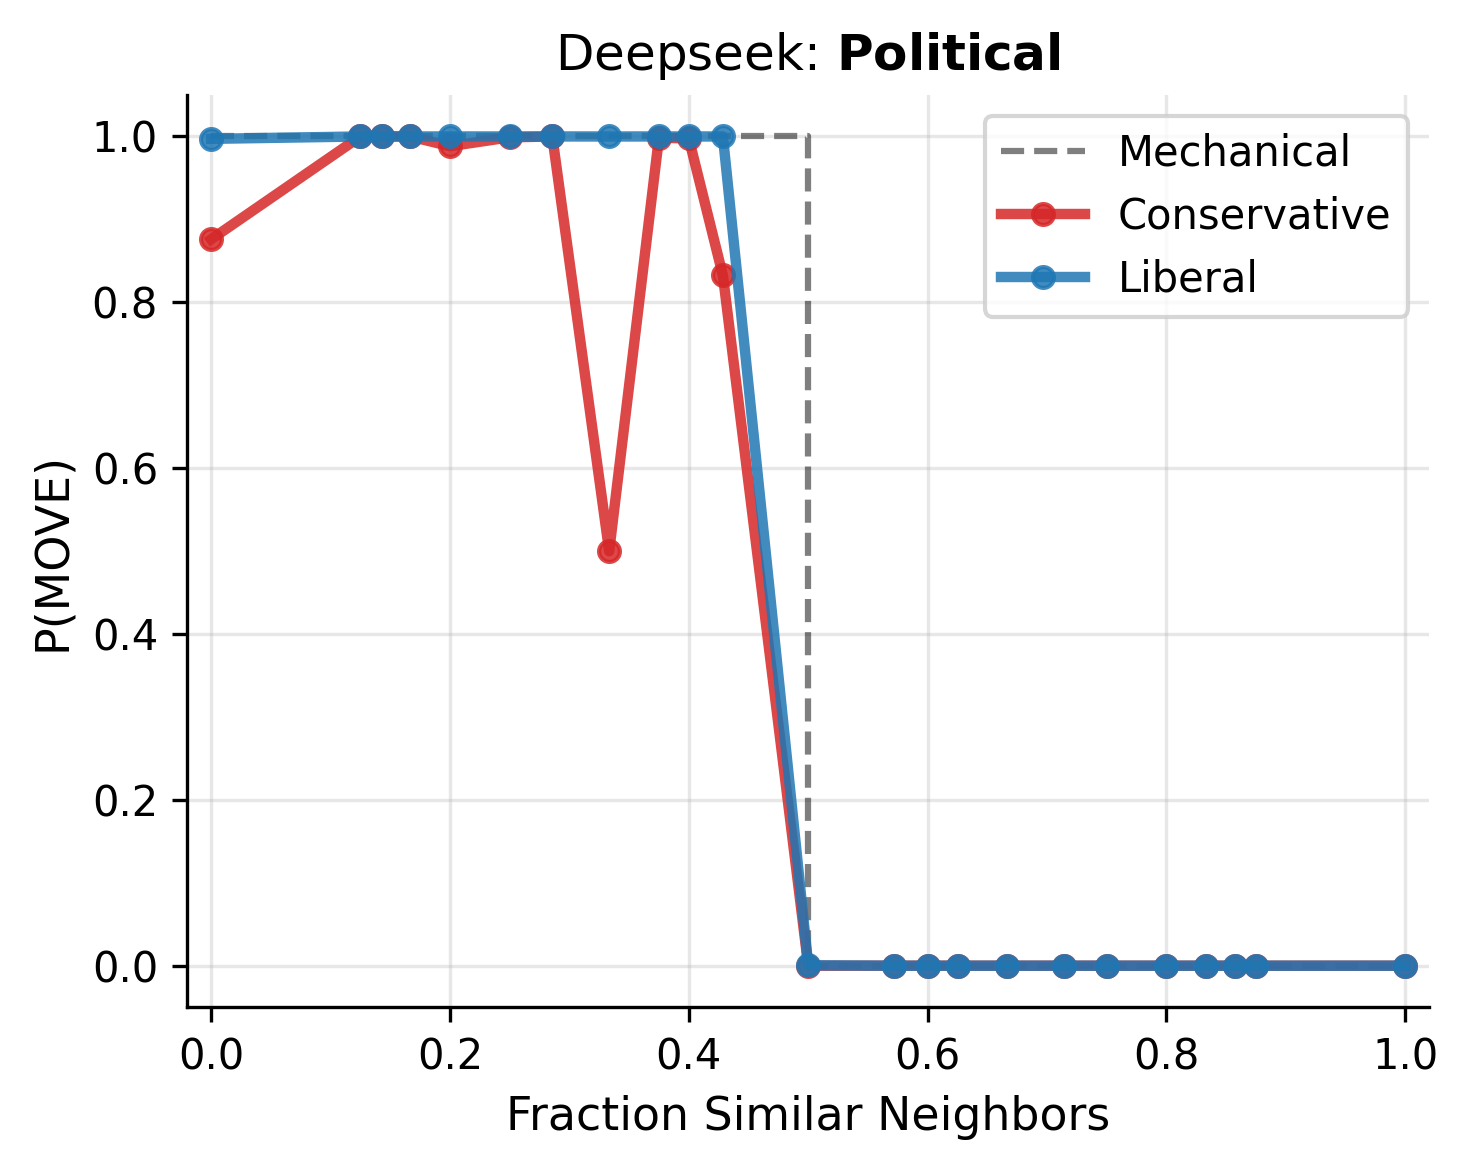 Deepseek: Political
Mechanical
Conservative
Liberal
P(MOVE)
1.0
0.8
0.6
0.4
0.2
0.0
0.0 0.2 0.4 0.6 0.8 1.0
Fraction Similar Neighbors